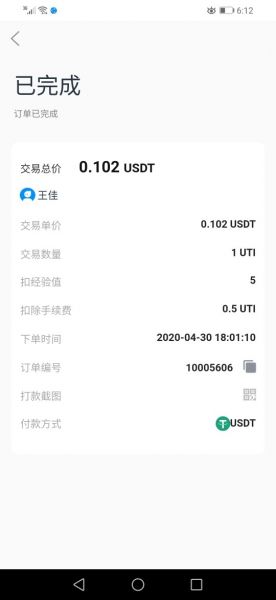 6:12
已完成
订单已完成
交易总价 0.102 USDT
王佳
交易单价 0.102 USDT
交易数量 1 UTI
扣经验值 5
扣除手续费 0.5 UTI
下单时间 2020-04-30 18:01:10
订单编号 10005606
打款截图
付款方式 USDT